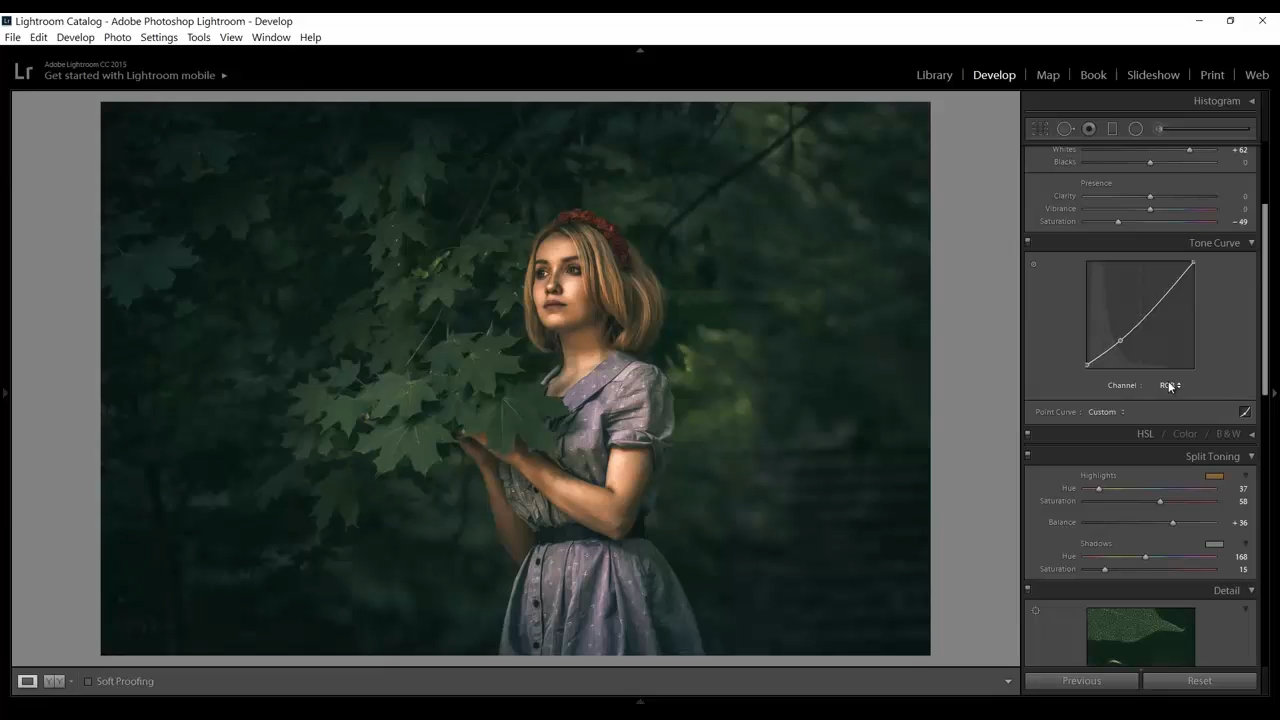 Lightroom Catalog - Adobe Photoshop Lightroom - Develop
File Edit Develop Photo Settings Tools View Window Help
Lr
Adobe Lightroom CC 2015
Get started with Lightroom mobile
Library | Develop | Map | Book | Slideshow | Print | Web
Histogram
Whites + 62
Blacks 0
Presence
Clarity 0
Vibrance 0
Saturation - 49
Tone Curve
Channel : RGB
Point Curve : Custom
HSL / Color / B & W
Split Toning
Highlights
Hue 37
Saturation 58
Balance + 36
Shadows
Hue 168
Saturation 15
Detail
Y Y
Soft Proofing
Previous Reset